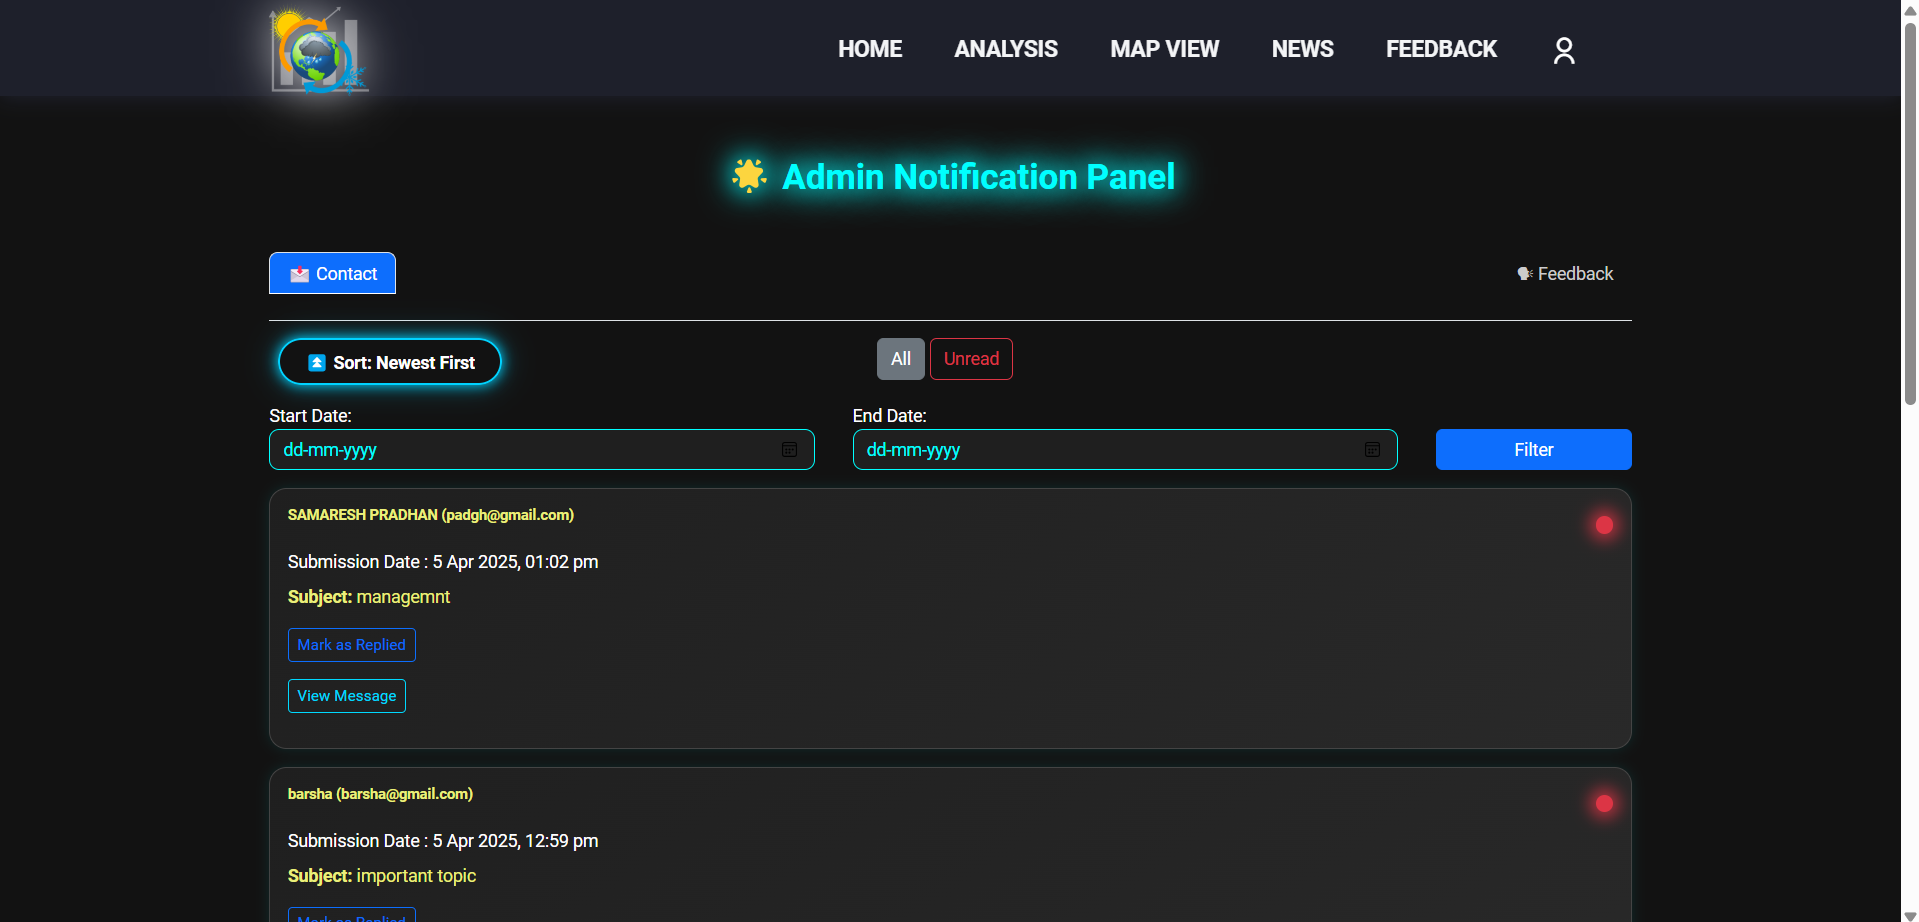 HOME ANALYSIS MAP VIEW NEWS FEEDBACK
Admin Notification Panel
Contact
Feedback
Sort: Newest First
All Unread
Start Date:
End Date:
dd-mm-yyyy
dd-mm-yyyy
Filter
SAMARESH PRADHAN (padgh@gmail.com)
Submission Date : 5 Apr 2025, 01:02 pm
Subject: managemnt
Mark as Replied
View Message
barsha (barsha@gmail.com)
Submission Date : 5 Apr 2025, 12:59 pm
Subject: important topic
Mark as Replied